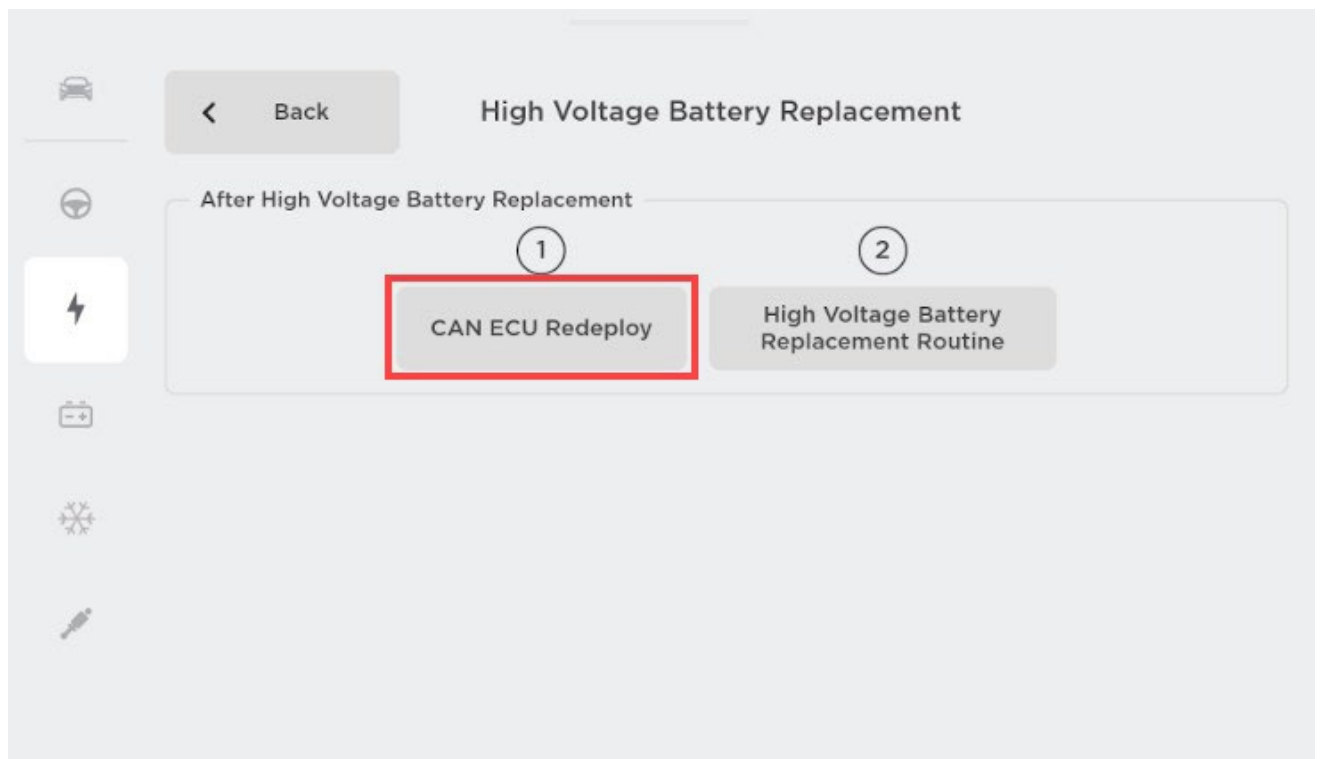 Back
High Voltage Battery Replacement
After High Voltage Battery Replacement
1
2
CAN ECU Redeploy
High Voltage Battery
Replacement Routine